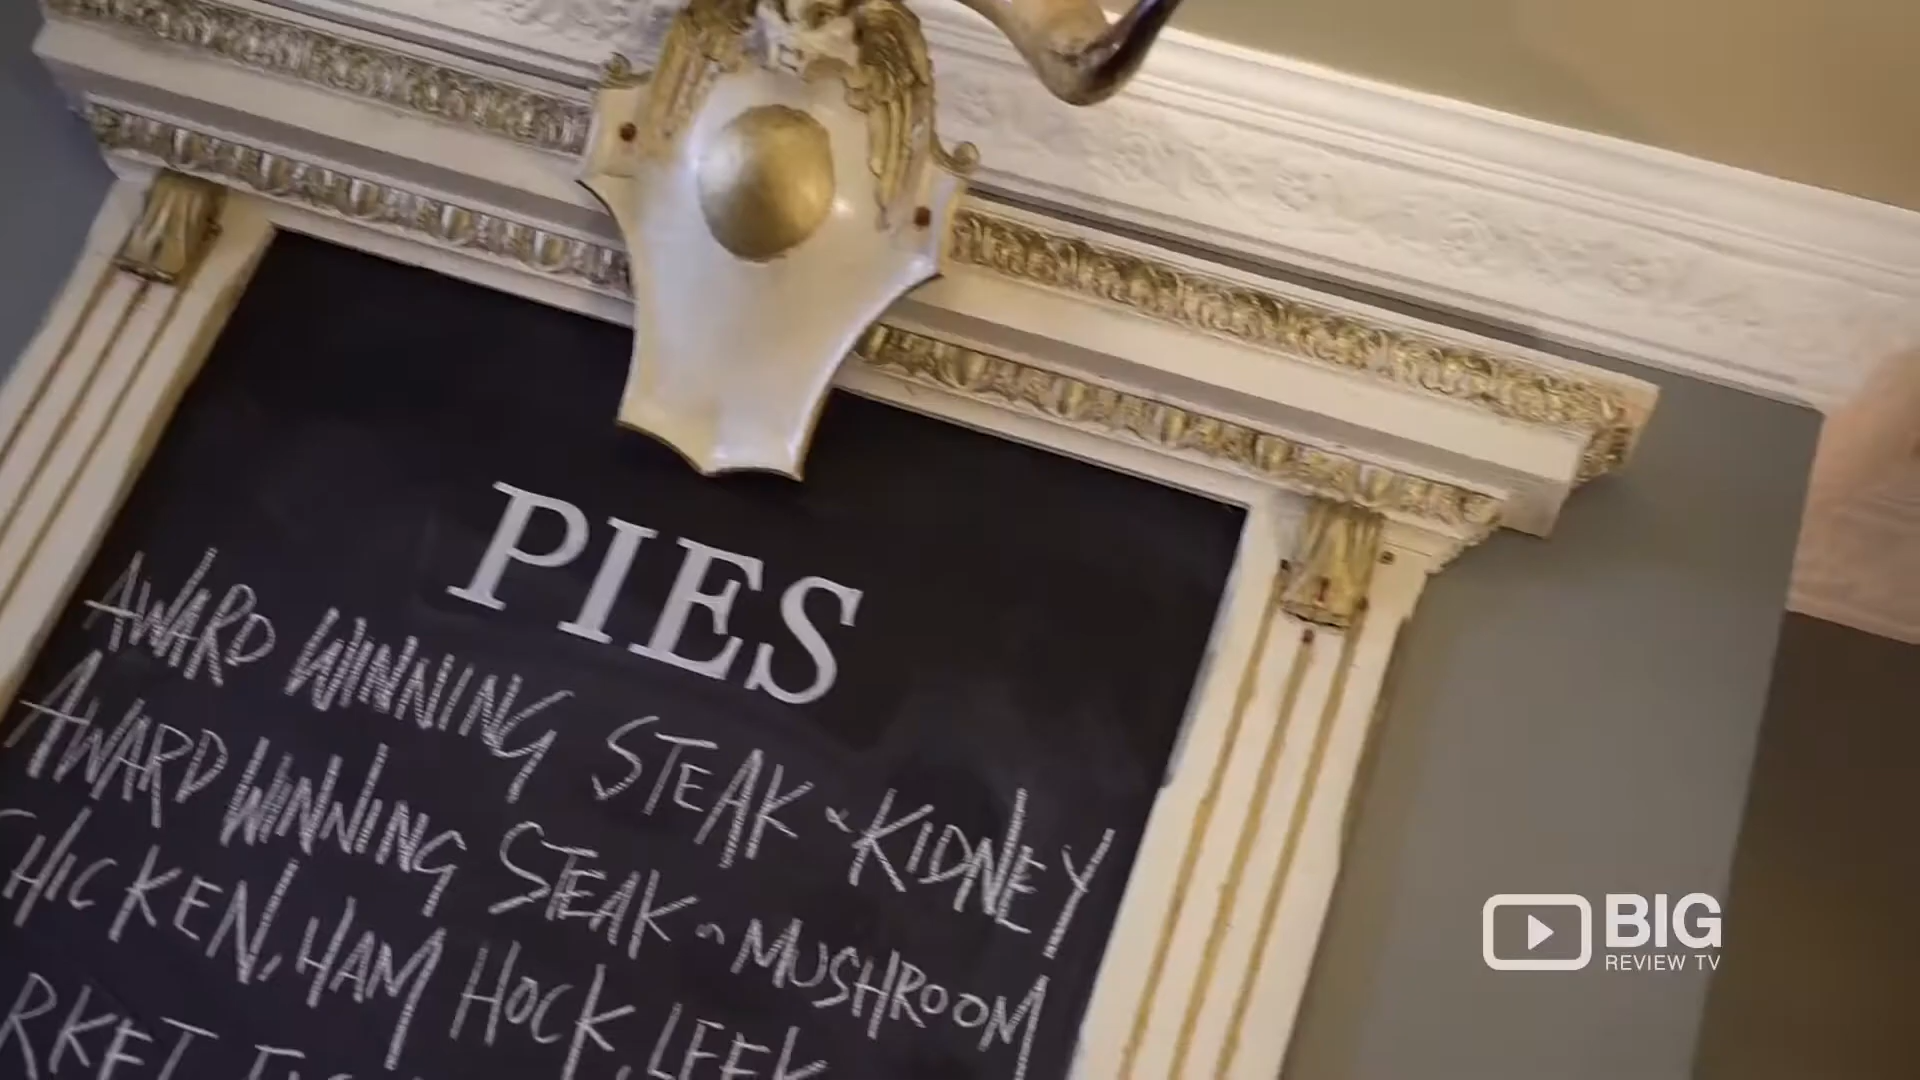 PIES
AWARD WINNING STEAK & KIDNEY
AWARD WINNING STEAK & MUSHROOM
CHICKEN, HAM HOCK, LEEK
BIG
REVIEW TV